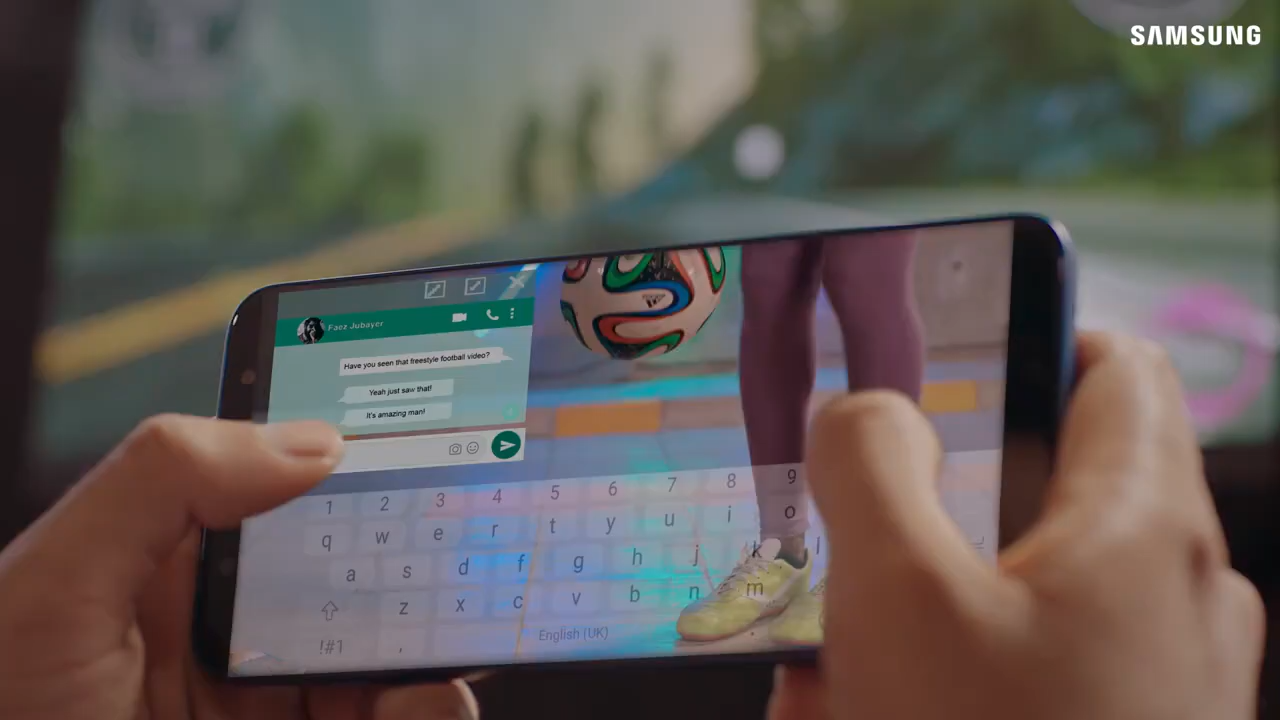 SAMSUNG
Faez Jubayer
Have you seen that freestyle football video?
Yeah just saw that!
It's amazing man!
1 2 3 4 5 6 7 8 9
q w e r t y u i o
a s d f g h j k l
z x c v b n m
!#1 , English (UK)